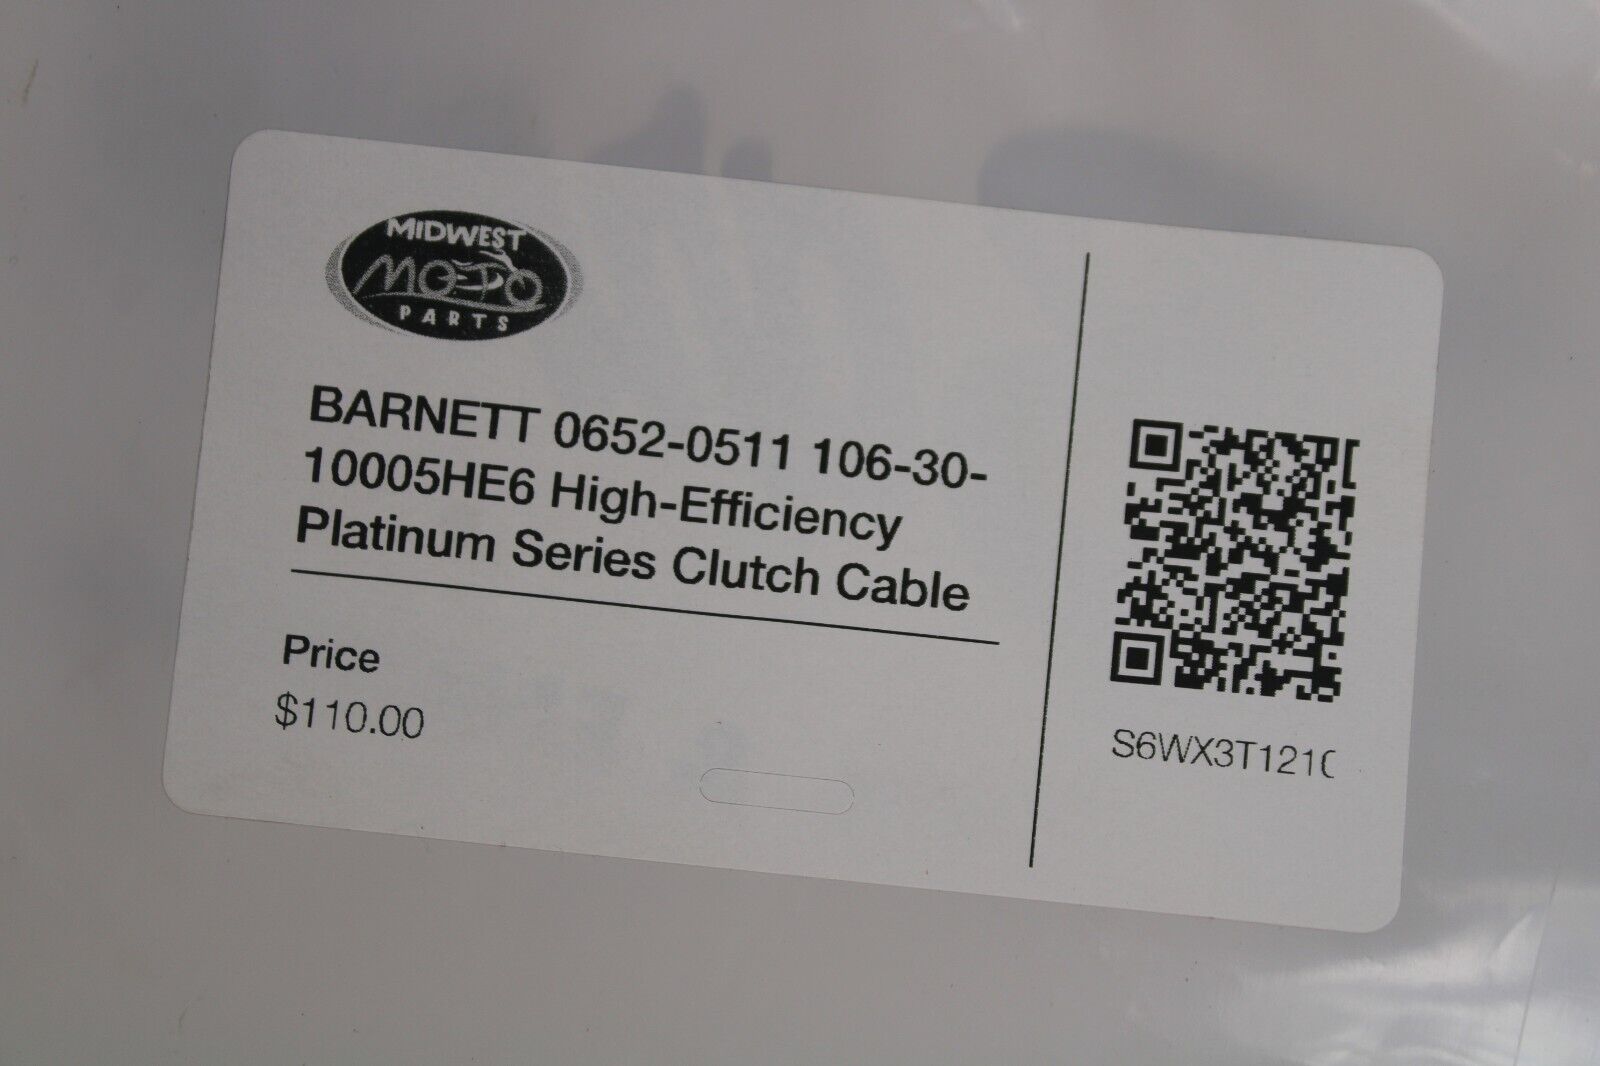 MIDWEST
MOTO
PARTS
BARNETT 0652-0511 106-30-
10005HE6 High-Efficiency
Platinum Series Clutch Cable
Price
$110.00
S6WX3T121